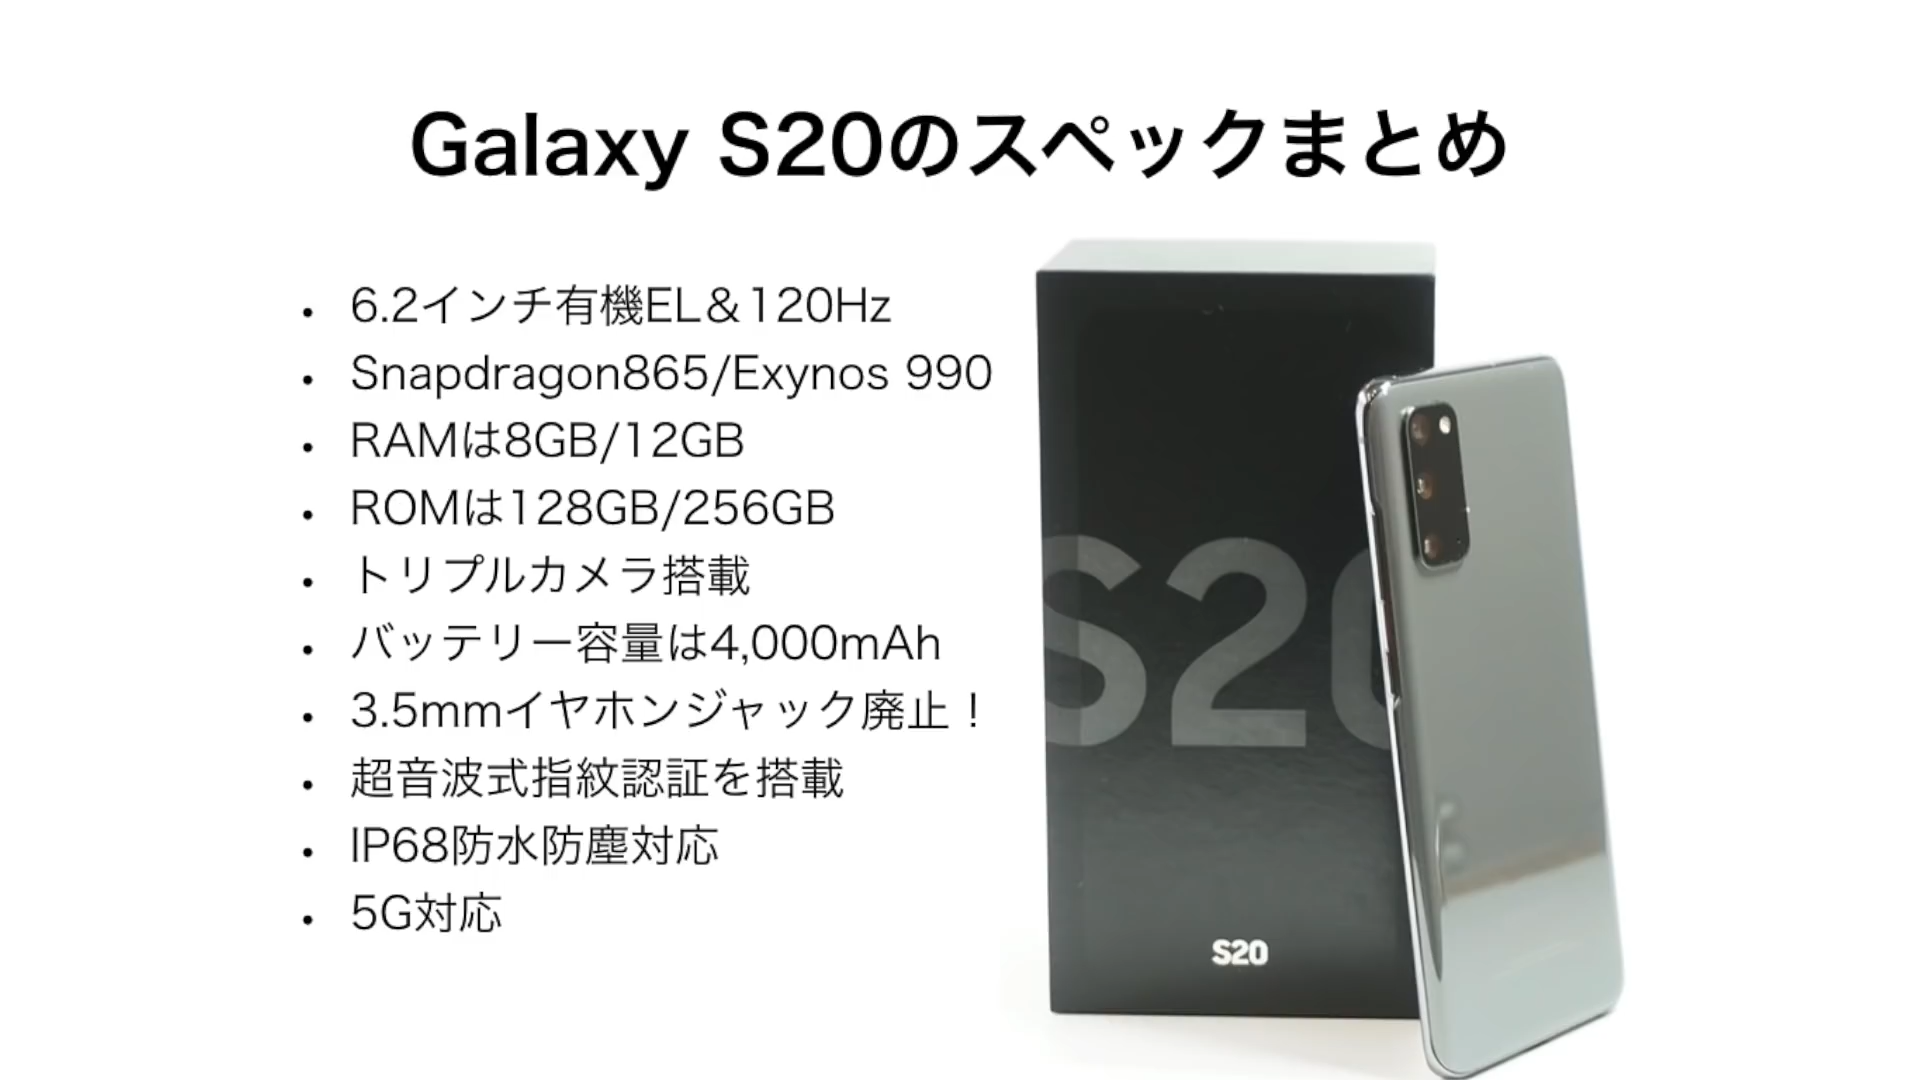 Galaxy S20のスペックまとめ
・6.2インチ有機EL＆120Hz
・Snapdragon865/Exynos 990
・RAMは8GB/12GB
・ROMは128GB/256GB
・トリプルカメラ搭載
・バッテリー容量は4,000mAh
・3.5mmイヤホンジャック廃止！
・超音波式指紋認証を搭載
・IP68防水防塵対応
・5G対応
S20
S20